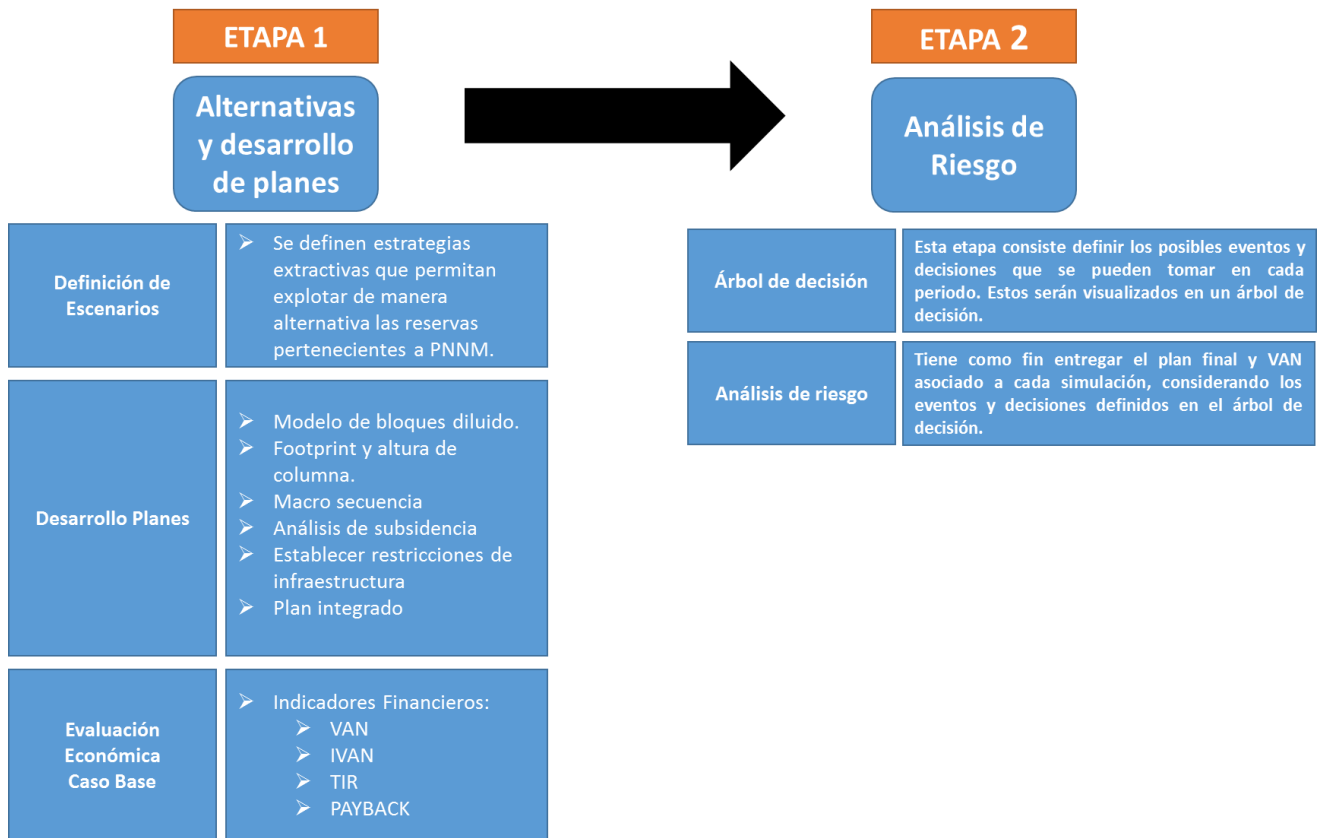 ETAPA 1
Alternativas
y desarrollo
de planes
Definición de
Escenarios
➢ Se definen estrategias
extractivas que permitan
explotar de manera
alternativa las reservas
pertenecientes a PNNM.
Desarrollo Planes
➢ Modelo de bloques diluido.
➢ Footprint y altura de
columna.
➢ Macro secuencia
➢ Análisis de subsidencia
➢ Establecer restricciones de
infraestructura
➢ Plan integrado
Evaluación
Económica
Caso Base
➢ Indicadores Financieros:
➢ VAN
➢ IVAN
➢ TIR
➢ PAYBACK
ETAPA 2
Análisis de
Riesgo
Árbol de decisión
Esta etapa consiste definir los posibles eventos y
decisiones que se pueden tomar en cada
periodo. Estos serán visualizados en un árbol de
decisión.
Análisis de riesgo
Tiene como fin entregar el plan final y VAN
asociado a cada simulación, considerando los
eventos y decisiones definidos en el árbol de
decisión.